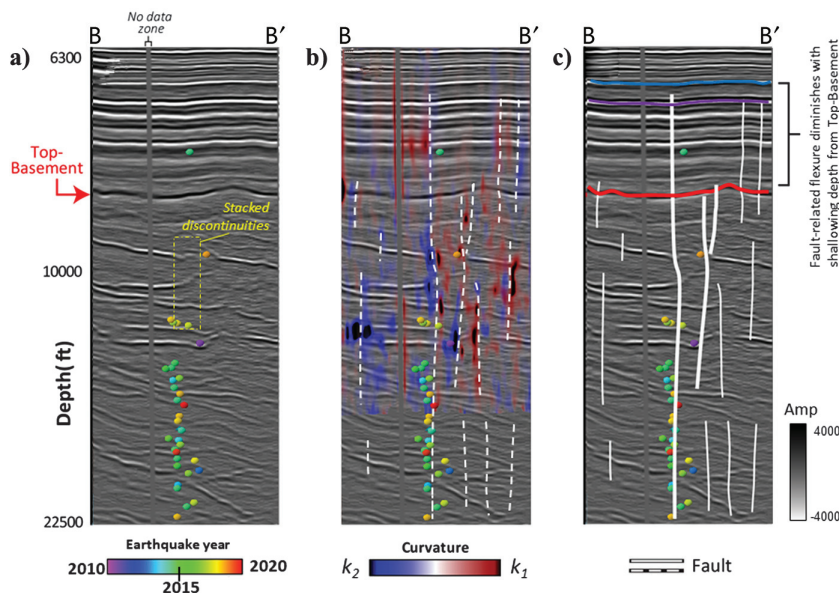 No data
zone
B
B′
B
B′
B
B′
a)
b)
c)
6300
Top-
Basement
Stacked
discontinuities
10000
Depth( ft)
22500
Fault-related flexure diminishes with
shallowing depth from Top-Basement
Amp
4000
-4000
Earthquake year
2010
2020
2015
Curvature
k2
k1
Fault